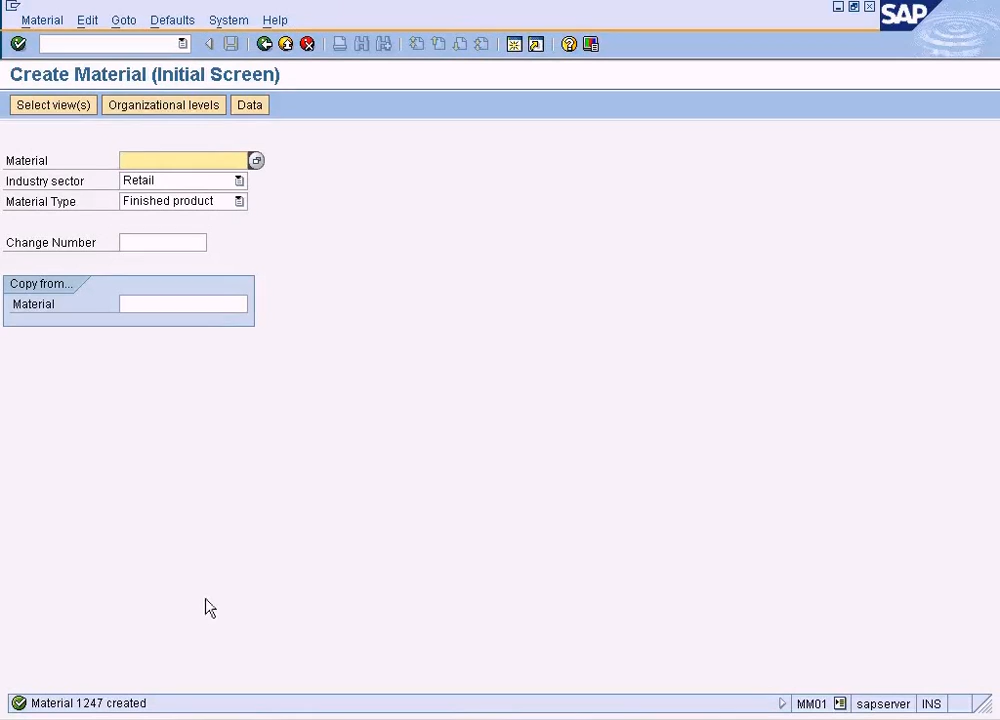 Material Edit Goto Defaults System Help
SAP
Create Material (Initial Screen)
Select view(s) Organizational levels Data
Material
Industry sector Retail
Material Type Finished product
Change Number
Copy from...
Material
Material 1247 created MM01 sapserver INS